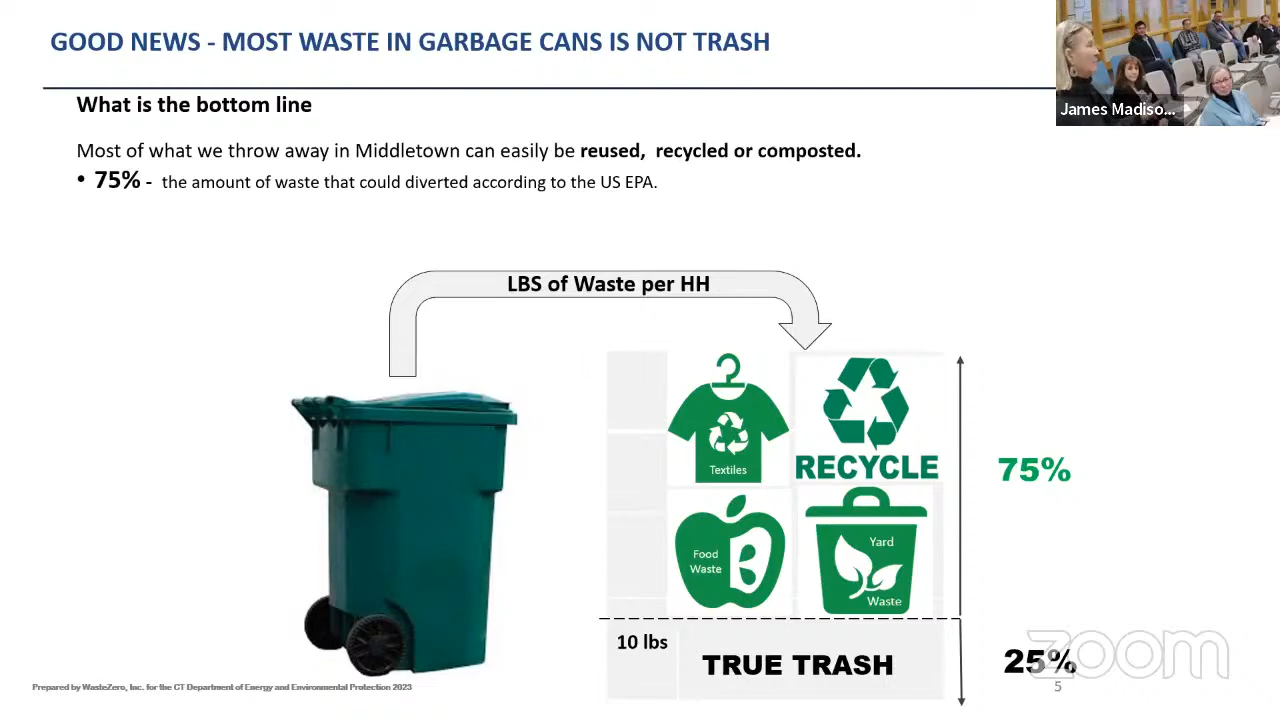 GOOD NEWS - MOST WASTE IN GARBAGE CANS IS NOT TRASH
James Madiso...
What is the bottom line
Most of what we throw away in Middletown can easily be reused, recycled or composted.
• 75% - the amount of waste that could diverted according to the US EPA.
LBS of Waste per HH
Textiles
RECYCLE
75%
Food
Waste
Yard
Waste
10 lbs
TRUE TRASH
25%
zoom
Prepared by WasteZero, Inc. for the CT Department of Energy and Environmental Protection 2023
5